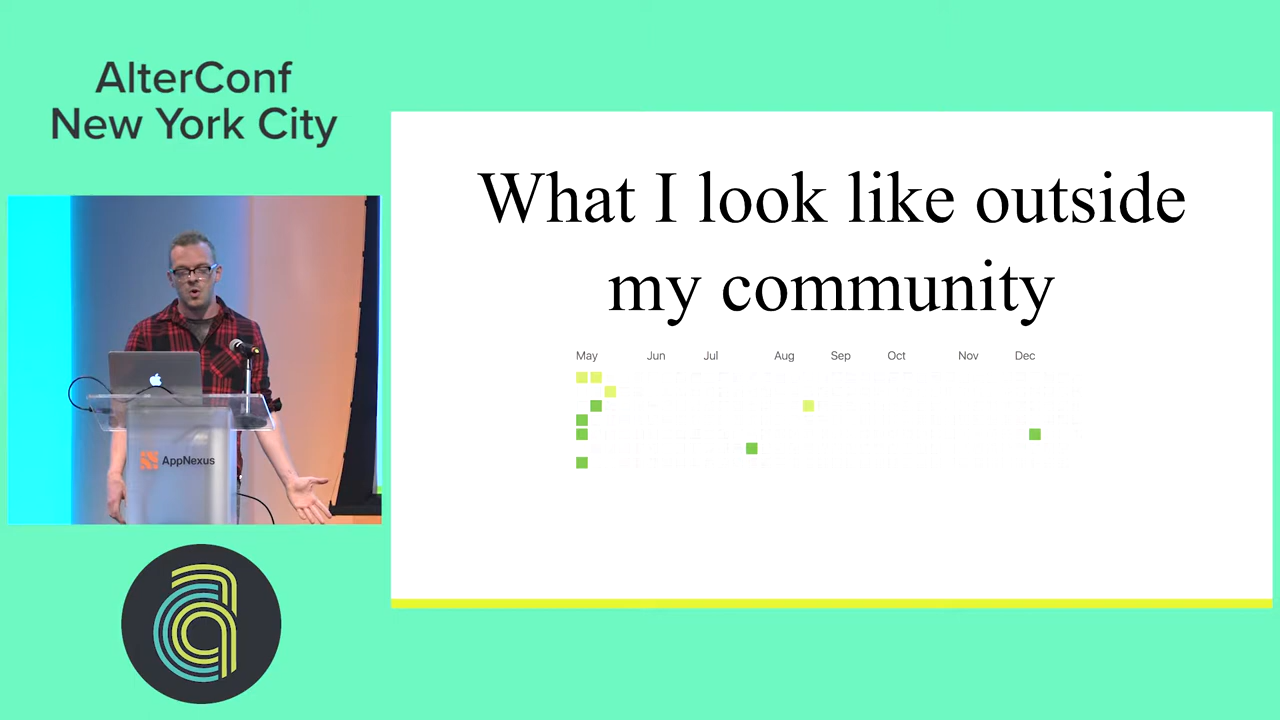 AlterConf
New York City
What I look like outside
my community
May Jun Jul Aug Sep Oct Nov Dec
AppNexus